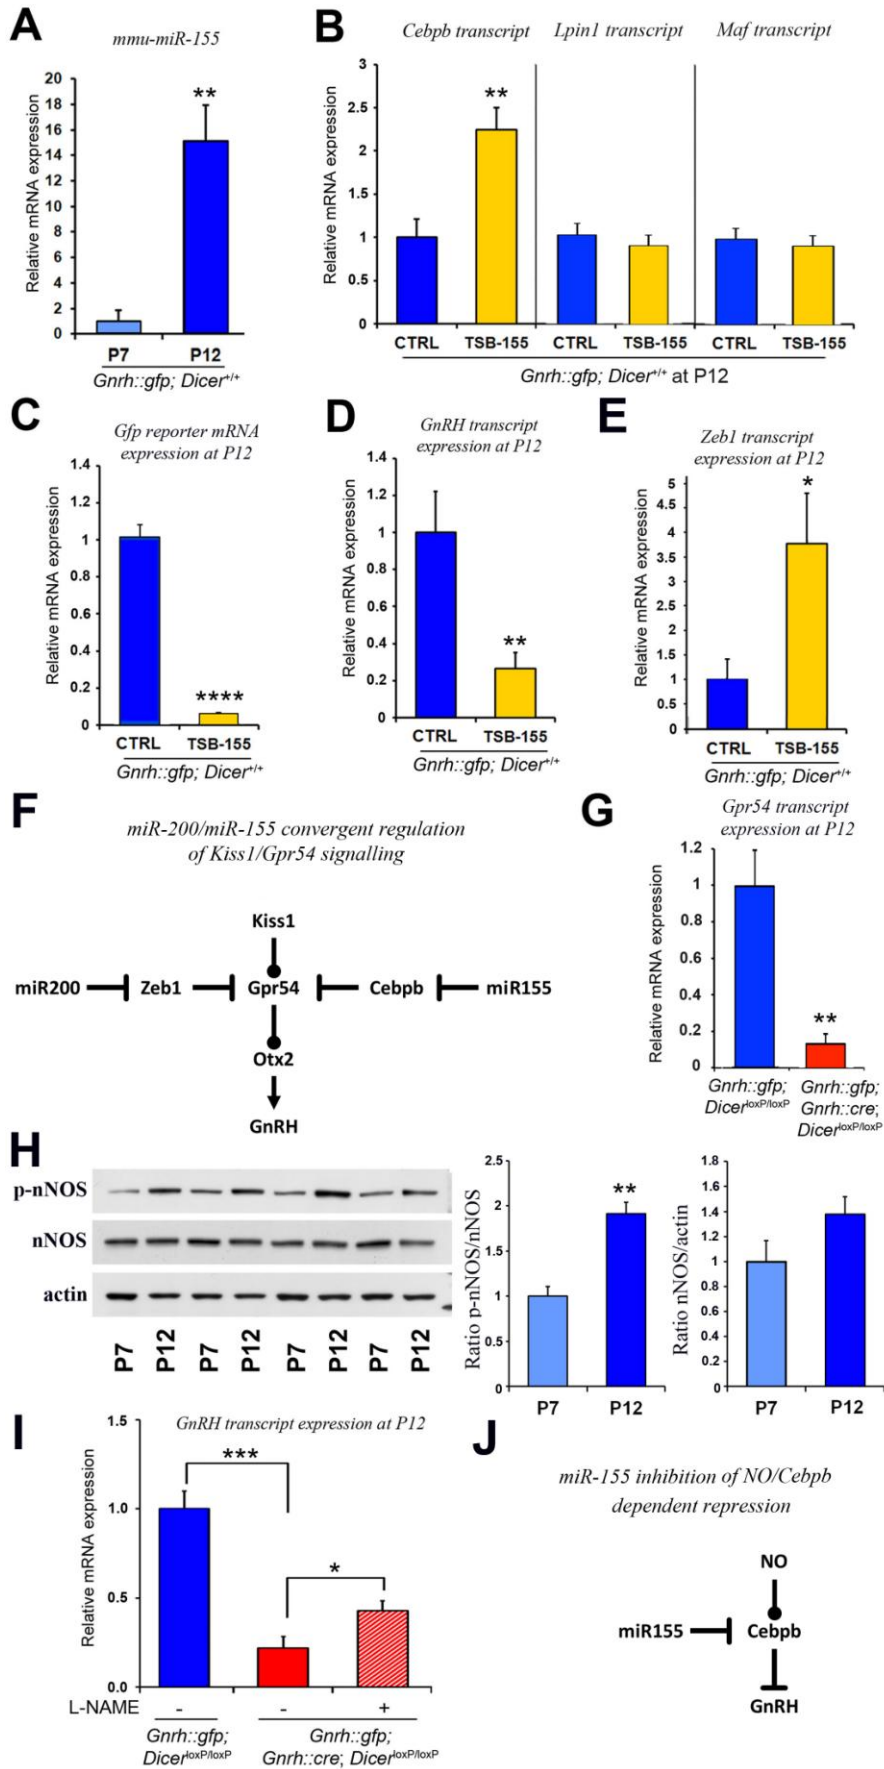 A
mmu-miR-155
Relative mRNA expression
20
18
16
14
12
10
8
6
4
2
0
**
P7 P12
Gnrh::gfp; Dicer+/+
B
Cebpb transcript Lpin1 transcript Maf transcript
Relative mRNA expression
3
2.5
2
1.5
1
0.5
0
**
CTRL TSB-155 CTRL TSB-155 CTRL TSB-155
Gnrh::gfp; Dicer+/+ at P12
C
Gfp reporter mRNA
expression at P12
Relative mRNA expression
1.4
1.2
1
0.8
0.6
0.4
0.2
0
****
CTRL TSB-155
Gnrh::gfp; Dicer+/+
D
GnRH transcript
expression at P12
Relative mRNA expression
1.4
1.2
1
0.8
0.6
0.4
0.2
0
**
CTRL TSB-155
Gnrh::gfp; Dicer+/+
E
Zeb1 transcript
expression at P12
Relative mRNA expression
5
4.5
4
3.5
3
2.5
2
1.5
1
0.5
0
*
CTRL TSB-155
Gnrh::gfp; Dicer+/+
F
miR-200/miR-155 convergent regulation
of Kiss1/Gpr54 signalling
Kiss1
miR200 Zeb1 Gpr54 Cebpb miR155
Otx2
GnRH
G
Gpr54 transcript
expression at P12
Relative mRNA expression
1.2
1
0.8
0.6
0.4
0.2
0
**
Gnrh::gfp;
DicerloxP/loxP
Gnrh::gfp;
Gnrh::cre;
DicerloxP/loxP
H
p-nNOS
nNOS
actin
P7 P12 P7 P12 P7 P12 P7 P12
Ratio p-nNOS/nNOS
2.5
2
1.5
1
0.5
0
**
P7 P12
Ratio nNOS/actin
1.8
1.6
1.4
1.2
1
0.8
0.6
0.4
0.2
0
P7 P12
I
GnRH transcript expression at P12
Relative mRNA expression
1.5
1.0
0.5
0.0
***
*
L-NAME - - +
Gnrh::gfp;
DicerloxP/loxP
Gnrh::gfp;
Gnrh::cre; DicerloxP/loxP
J
miR-155 inhibition of NO/Cebpb
dependent repression
NO
miR155 Cebpb
GnRH